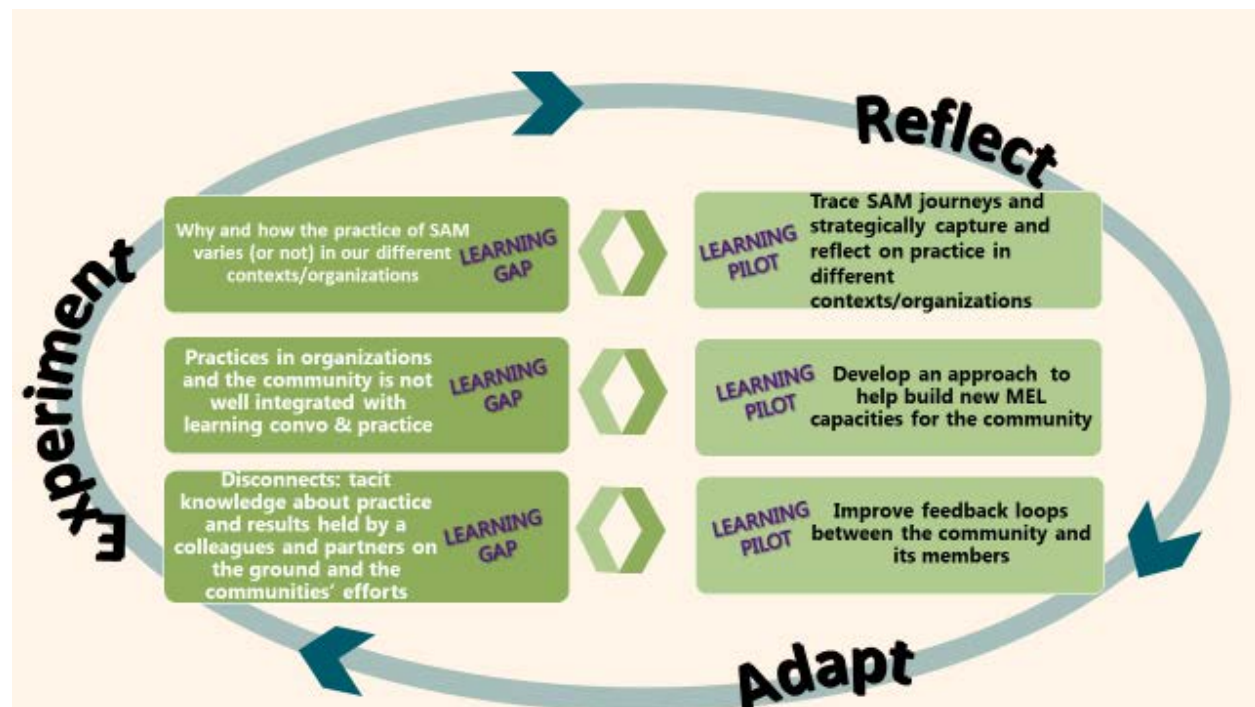 Reflect
Why and how the practice of SAM
varies (or not) in our different
contexts/organizations
LEARNING
GAP
LEARNING
PILOT
Trace SAM journeys and
strategically capture and
reflect on practice in
different
contexts/organizations
Experiment
Practices in organizations
and the community is not
well integrated with
learning convo & practice
LEARNING
GAP
LEARNING
PILOT
Develop an approach to
help build new MEL
capacities for the community
Disconnects: tacit
knowledge about practice
and results held by a
colleagues and partners on
the ground and the
communities’ efforts
LEARNING
GAP
LEARNING
PILOT
Improve feedback loops
between the community and
its members
Adapt